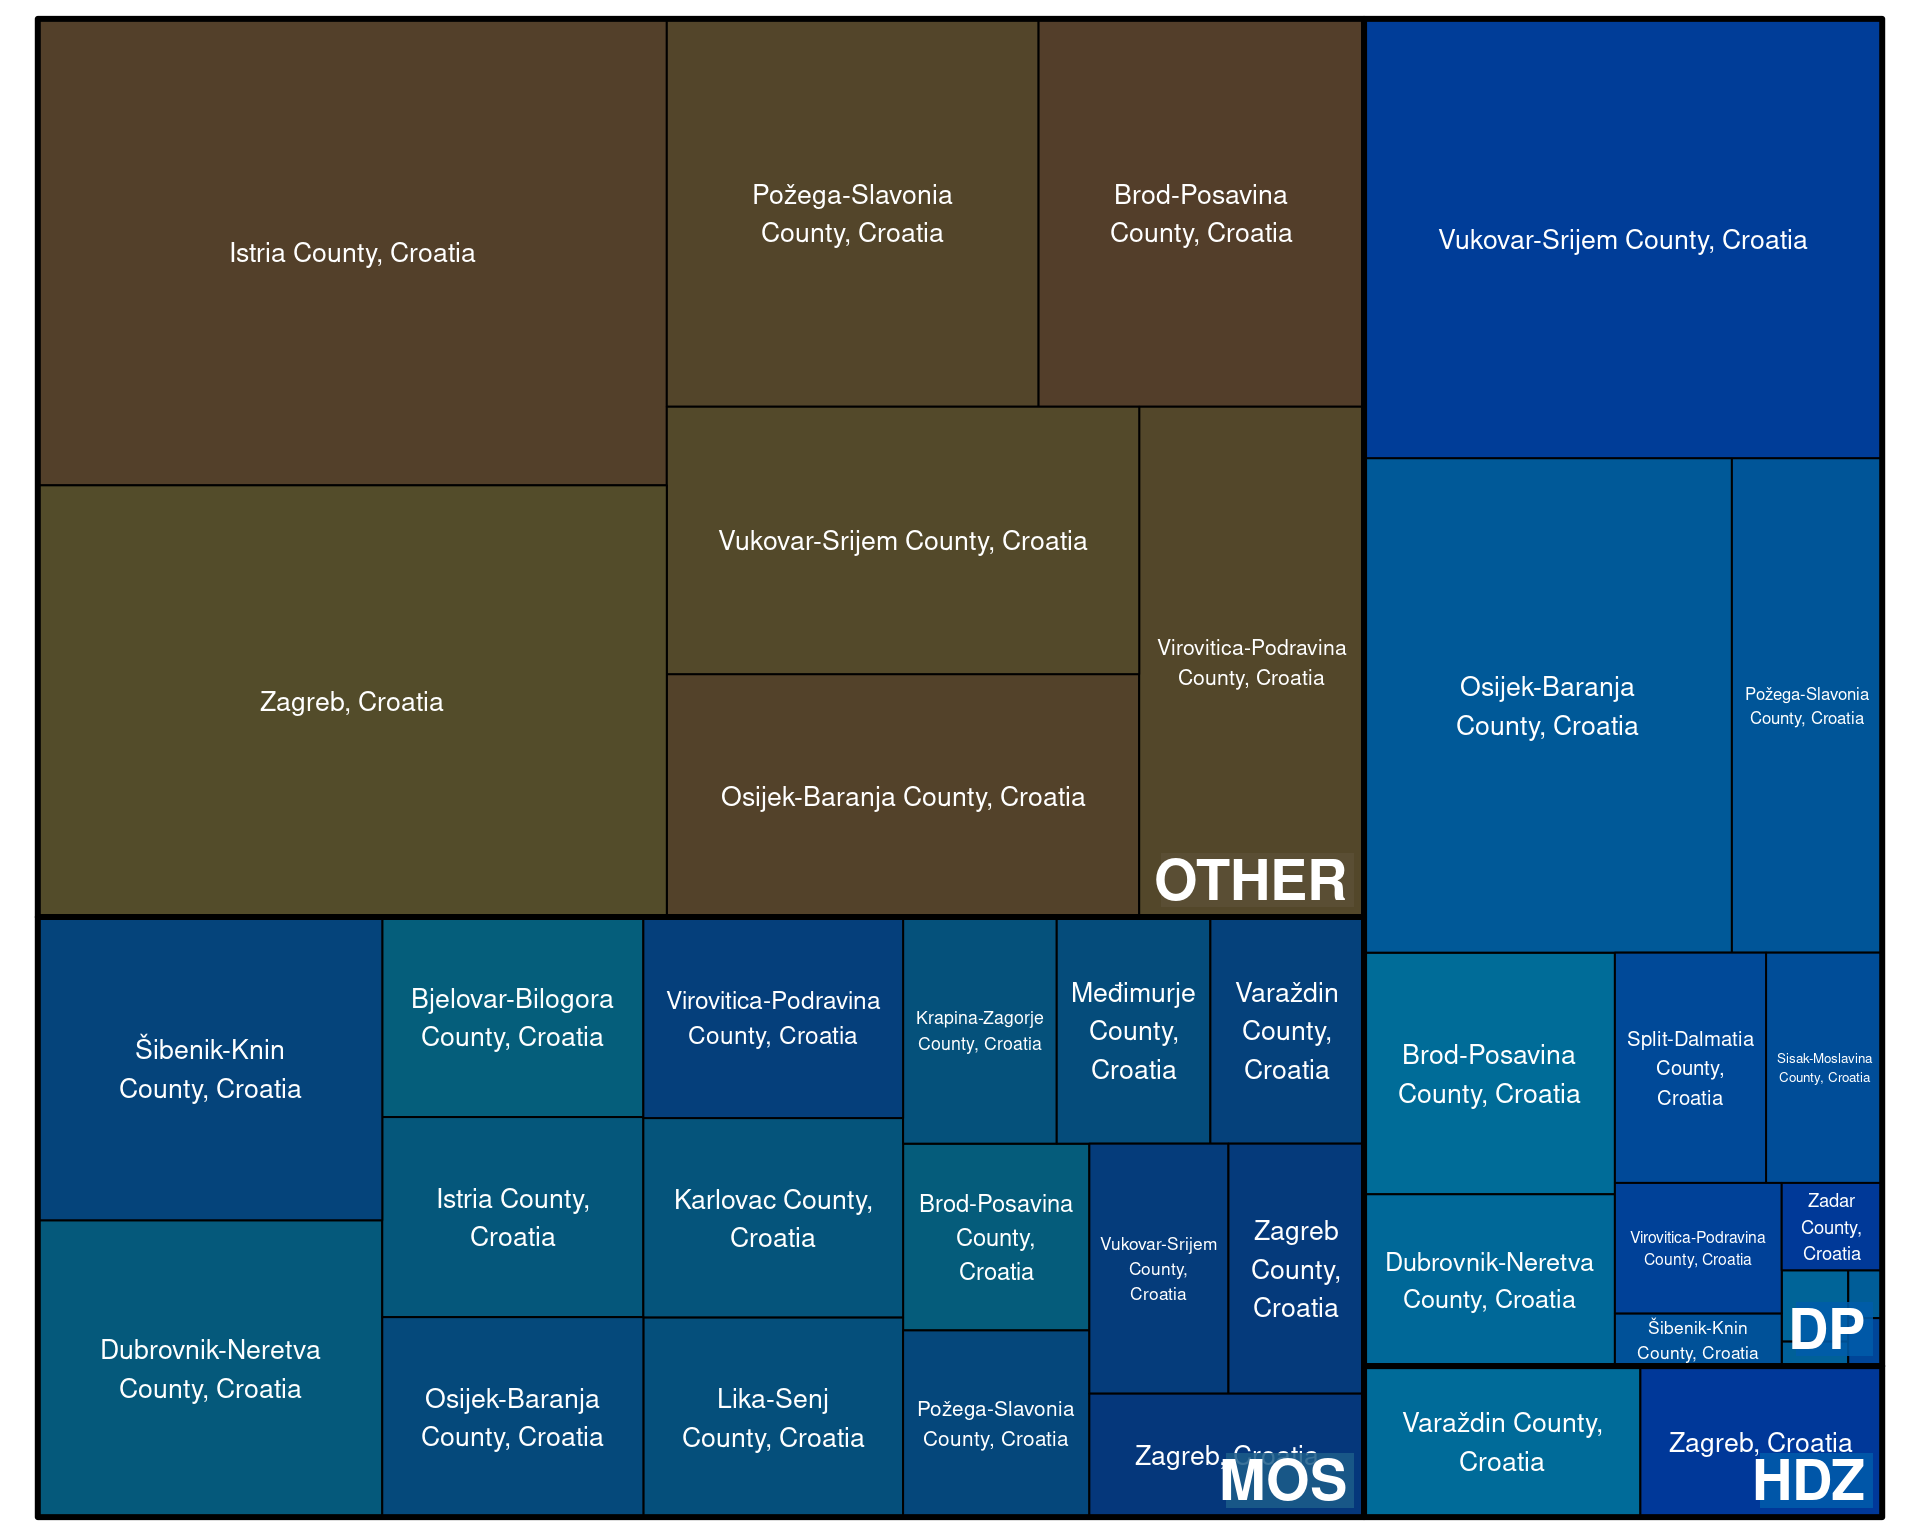 Istria County, Croatia
Požega-Slavonia
County, Croatia
Brod-Posavina
County, Croatia
Vukovar-Srijem County, Croatia
Zagreb, Croatia
Vukovar-Srijem County, Croatia
Virovitica-Podravina
County, Croatia
Osijek-Baranja County, Croatia
OTHER
Osijek-Baranja
County, Croatia
Požega-Slavonia
County, Croatia
Šibenik-Knin
County, Croatia
Dubrovnik-Neretva
County, Croatia
Bjelovar-Bilogora
County, Croatia
Istria County,
Croatia
Osijek-Baranja
County, Croatia
Virovitica-Podravina
County, Croatia
Karlovac County,
Croatia
Lika-Senj
County, Croatia
Krapina-Zagorje
County, Croatia
Međimurje
County,
Croatia
Varaždin
County,
Croatia
Brod-Posavina
County,
Croatia
Požega-Slavonia
County, Croatia
Vukovar-Srijem
County,
Croatia
Zagreb
County,
Croatia
Zagreb, Croatia
MOS
Brod-Posavina
County, Croatia
Dubrovnik-Neretva
County, Croatia
Split-Dalmatia
County,
Croatia
Sisak-Moslavina
County, Croatia
Virovitica-Podravina
County, Croatia
Zadar
County,
Croatia
Šibenik-Knin
County, Croatia
DP
Varaždin County,
Croatia
Zagreb, Croatia
HDZ